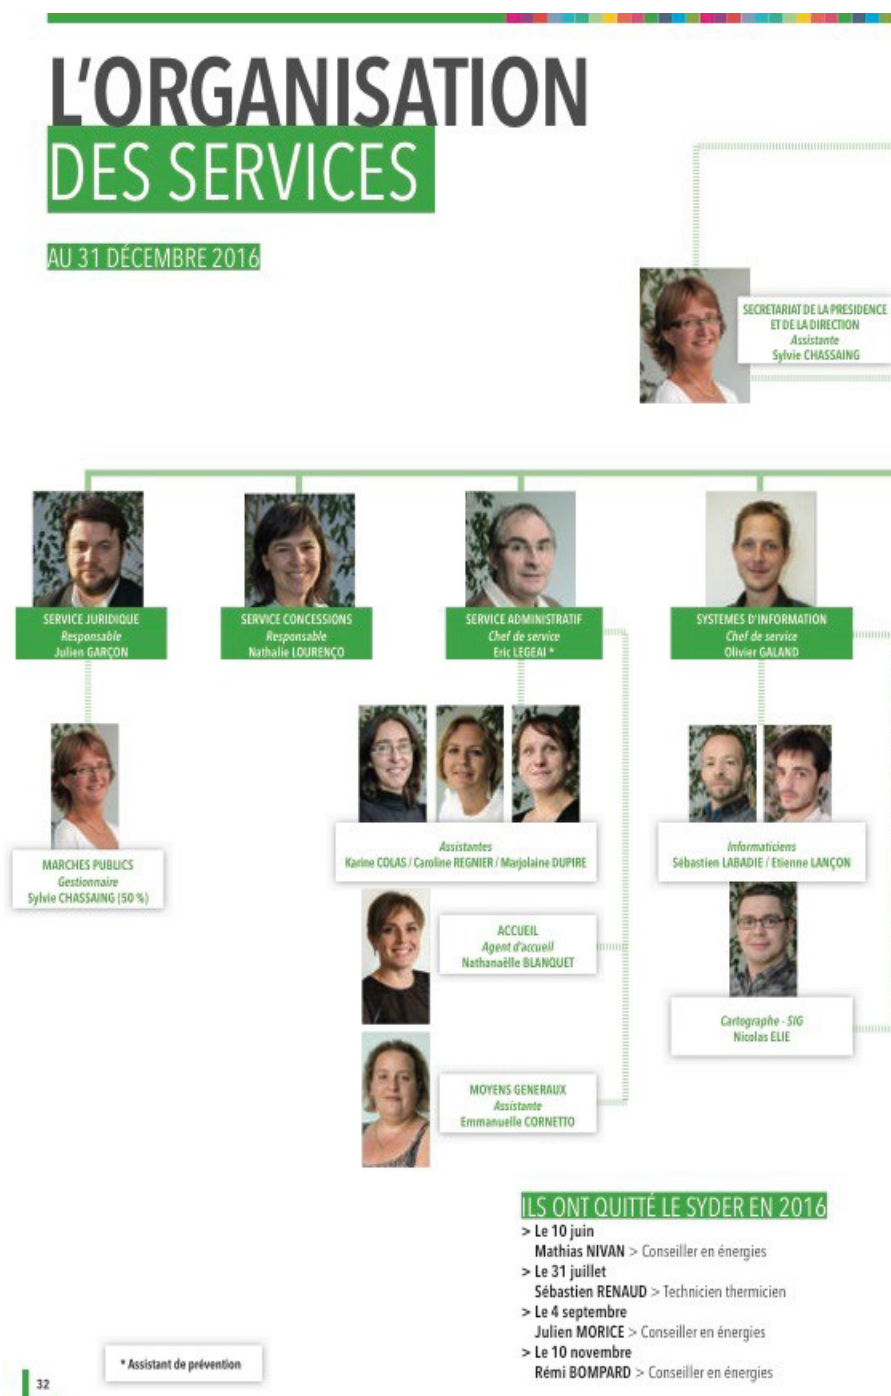 L'ORGANISATION
DES SERVICES
AU 31 DÉCEMBRE 2016
SECRETARIAT DE LA PRESIDENCE
ET DE LA DIRECTION
Assistante
Sylvie CHASSAING
SERVICE JURIDIQUE
Responsable
Julien GARÇON
SERVICE CONCESSIONS
Responsable
Nathalie LOURENÇO
SERVICE ADMINISTRATIF
Chef de service
Eric LEGEAI *
SYSTEMES D'INFORMATION
Chef de service
Olivier GALAND
MARCHES PUBLICS
Gestionnaire
Sylvie CHASSAING (50 %)
Assistantes
Karine COLAS / Caroline REGNIER / Marjolaine DUPIRE
Informaticiens
Sébastien LABADIE / Etienne LANÇON
ACCUEIL
Agent d'accueil
Nathanaëlle BLANQUET
Cartographe - SIG
Nicolas ELIE
MOYENS GENERAUX
Assistante
Emmanuelle CORNETTO
ILS ONT QUITTÉ LE SYDER EN 2016
> Le 10 juin
Mathias NIVAN > Conseiller en énergies
> Le 31 juillet
Sébastien RENAUD > Technicien thermicien
> Le 4 septembre
Julien MORICE > Conseiller en énergies
> Le 10 novembre
Rémi BOMPARD > Conseiller en énergies
* Assistant de prévention
32